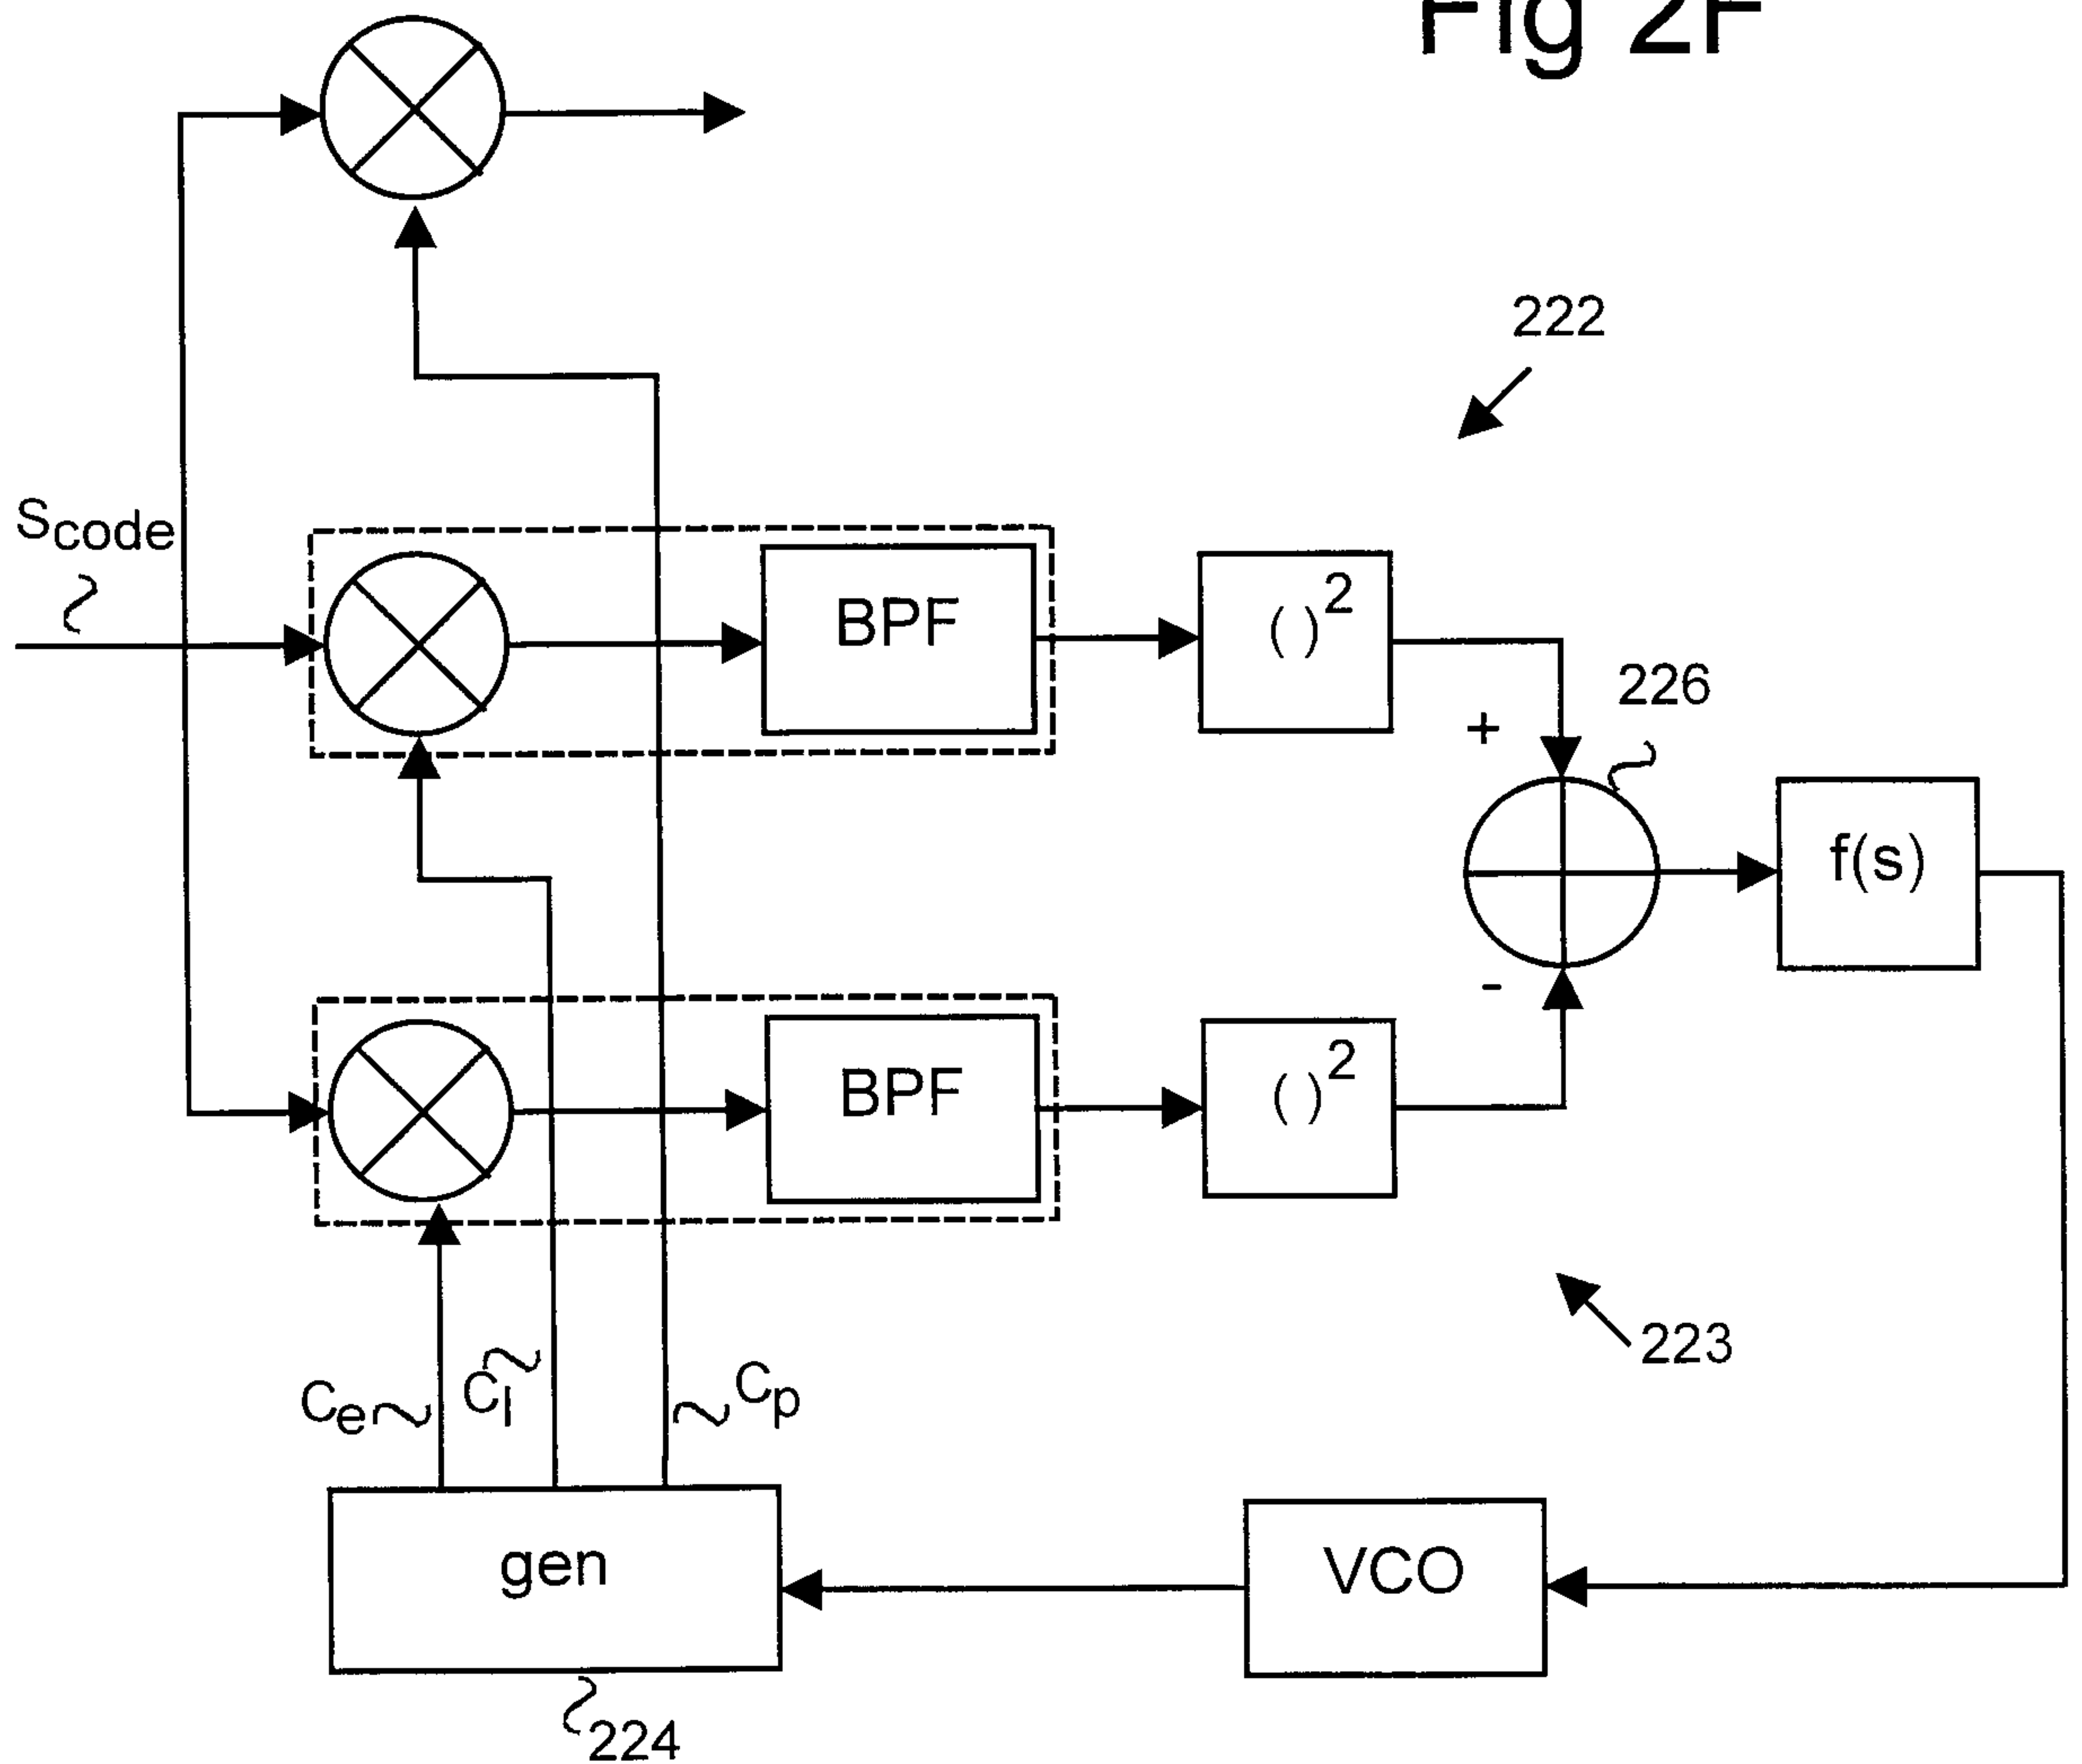 Fig 2F
222
Scode
BPF
( )2
226
+
f(s)
-
BPF
( )2
223
Ce
Cl
Cp
gen
VCO
224